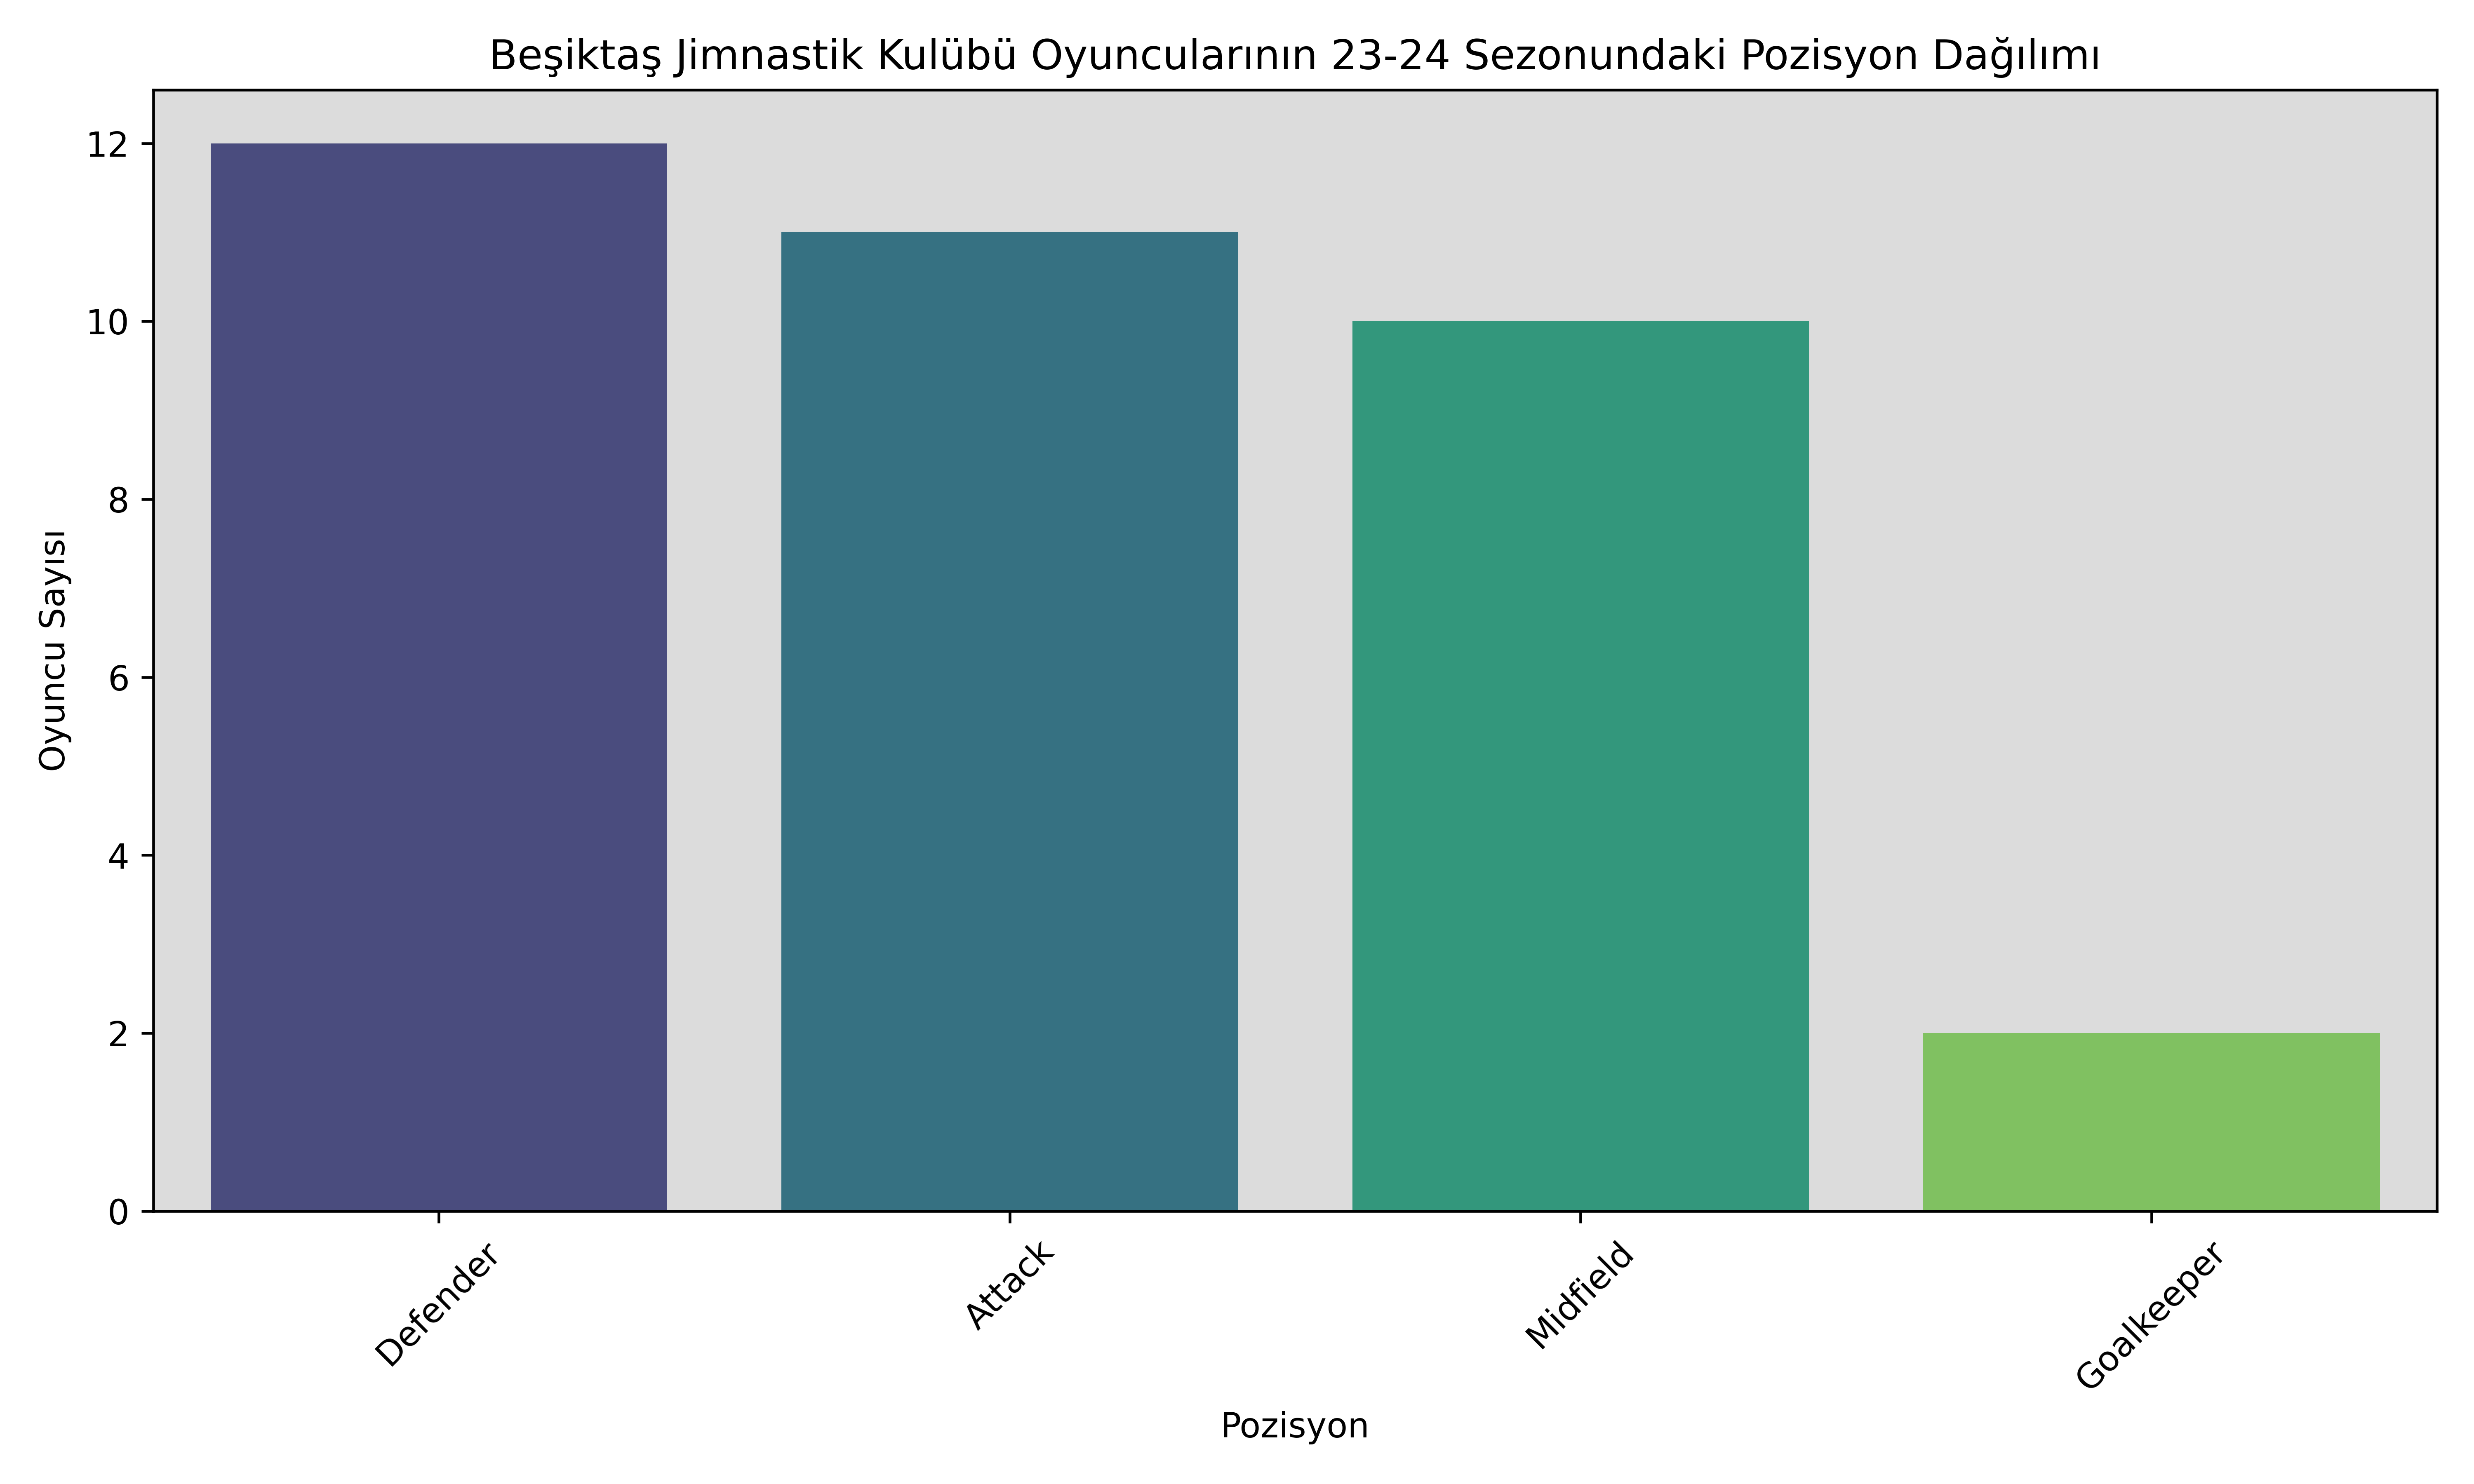 Beşiktaş Jimnastik Kulübü Oyuncularının 23-24 Sezonundaki Pozisyon Dağılımı
12
10
8
6
4
2
0
Oyuncu Sayısı
Defender
Attack
Midfield
Goalkeeper
Pozisyon